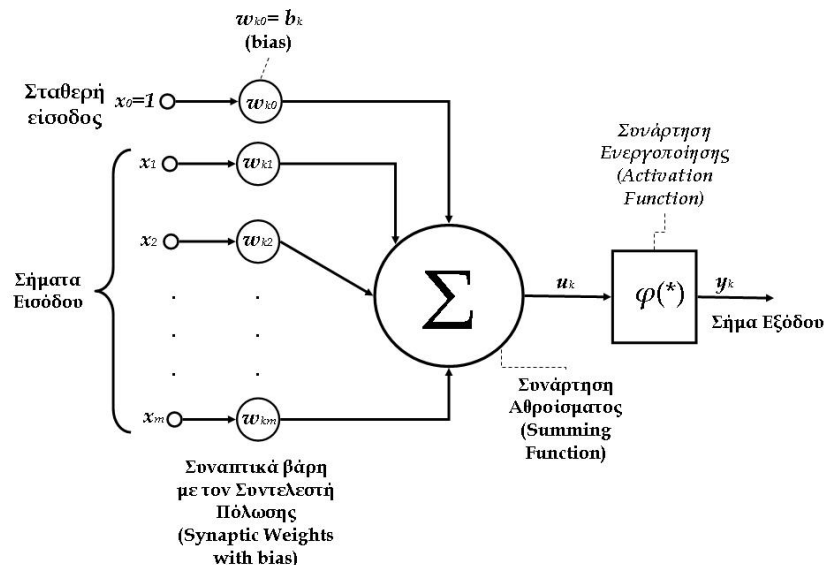 wk0= bk
(bias)
Σταθερή
είσοδος
x0=1
wk0
Συνάρτηση
Ενεργοποίησης
(Activation
Function)
x1
wk1
x2
wk2
Σήματα
Εισόδου
Σ
uk
φ(*)
yk
Σήμα Εξόδου
xm
wkm
Συνάρτηση
Αθροίσματος
(Summing
Function)
Συναπτικά βάρη
με τον Συντελεστή
Πόλωσης
(Synaptic Weights
with bias)